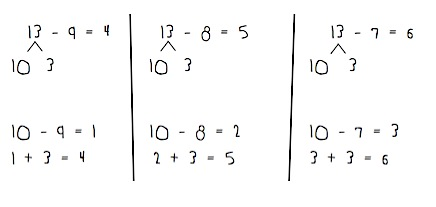 13 - 9 = 4
10 3
10 - 9 = 1
1 + 3 = 4
13 - 8 = 5
10 3
10 - 8 = 2
2 + 3 = 5
13 - 7 = 6
10 3
10 - 7 = 3
3 + 3 = 6